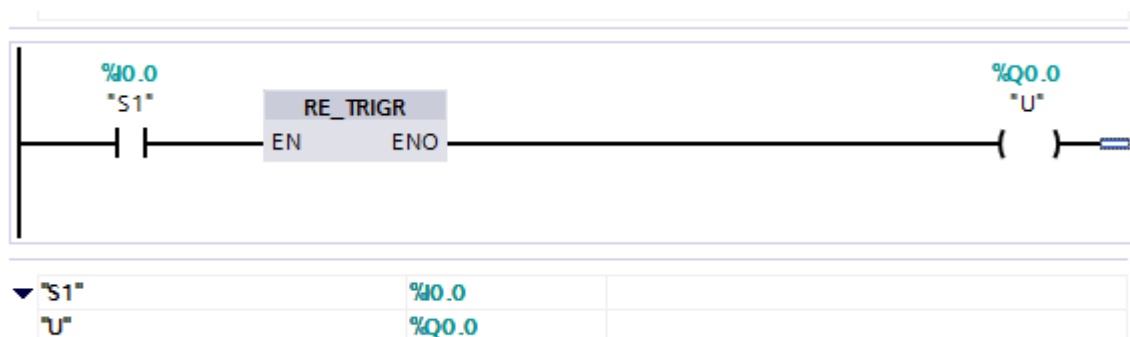 %I0.0 %Q0.0
"S1" "U"
RE_TRIGR
EN ENO
"S1" %I0.0
"U" %Q0.0